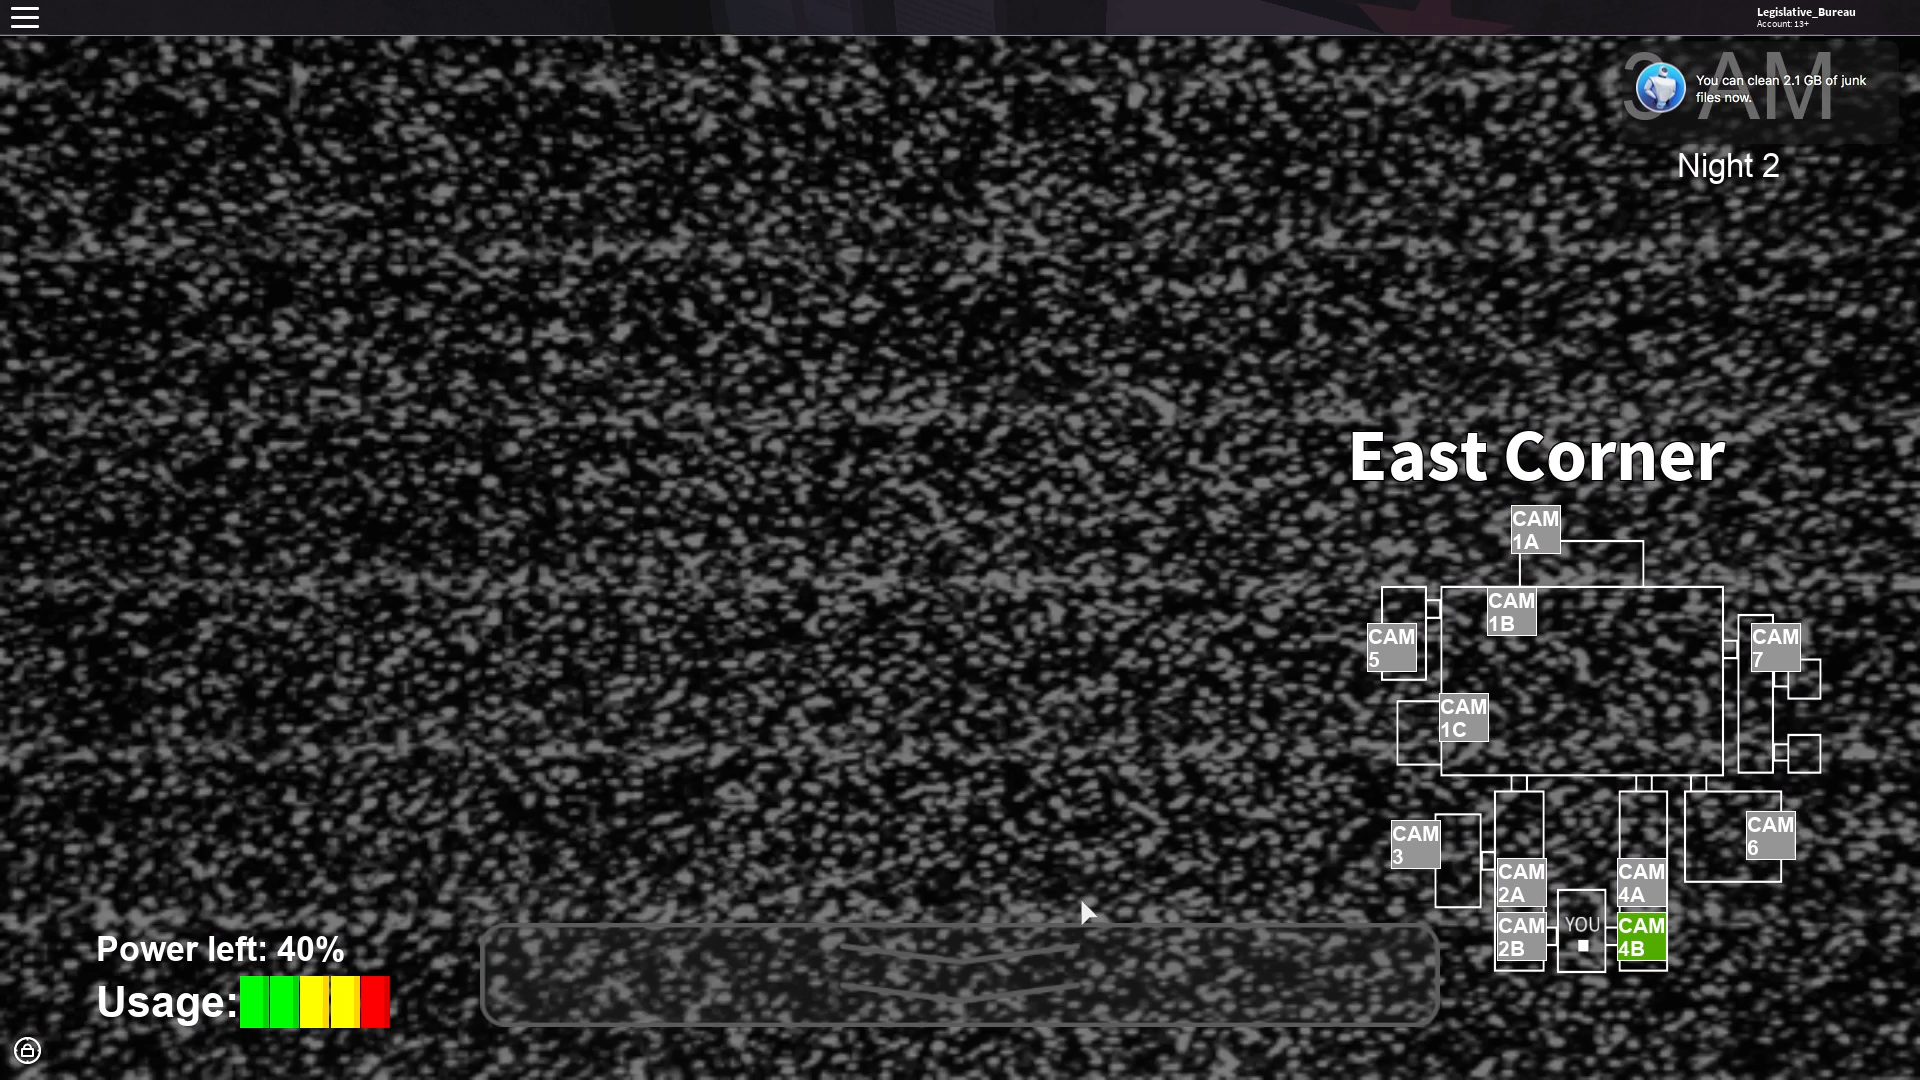 Legislative_Bureau
Account: 13+
3 AM
You can clean 2.1 GB of junk
files now.
Night 2
East Corner
CAM
1A
CAM
1B
CAM
5
CAM
7
CAM
1C
CAM
3
CAM
6
CAM
2A
CAM
4A
CAM
2B
YOU
CAM
4B
Power left: 40%
Usage: